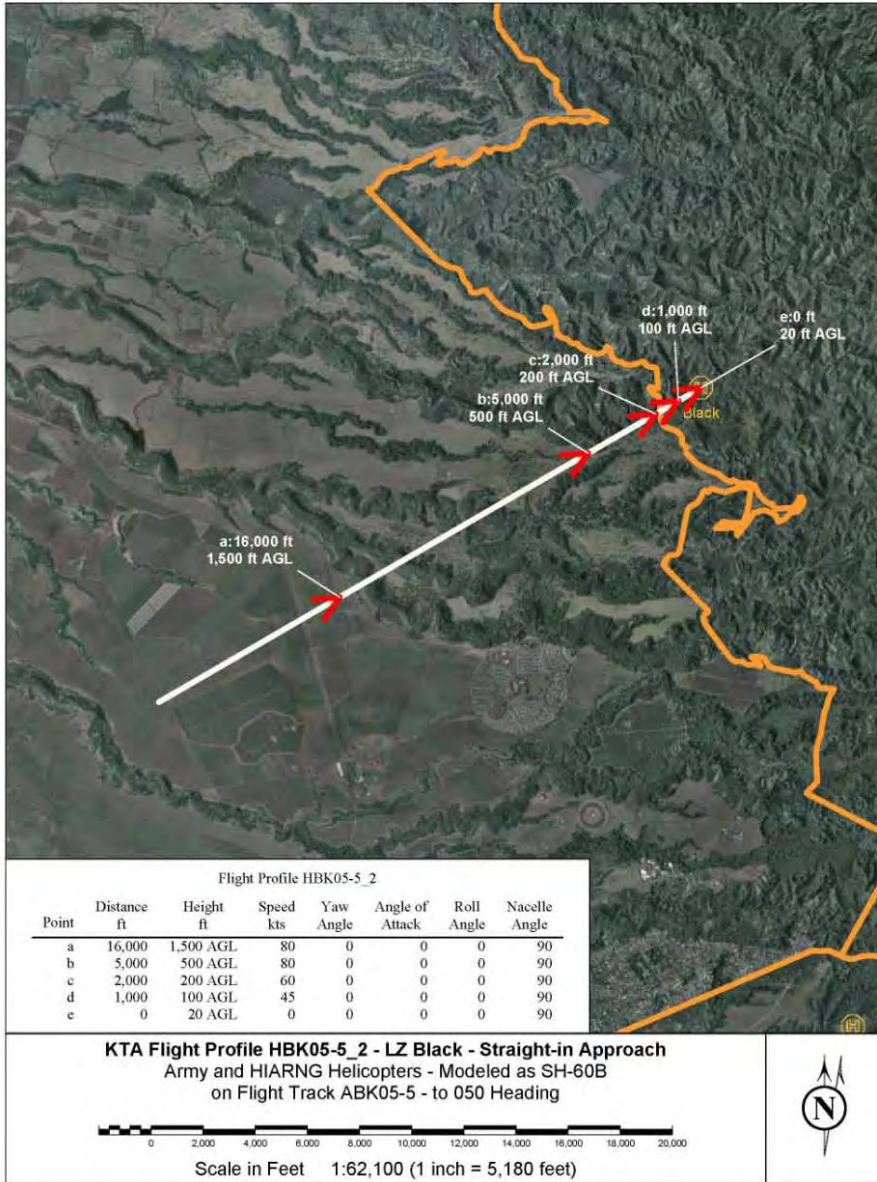 d:1,000 ft
100 ft AGL
e:0 ft
20 ft AGL
c:2,000 ft
200 ft AGL
H
Black
b:5,000 ft
500 ft AGL
a:16,000 ft
1,500 ft AGL
H
Flight Profile HBK05-5_2
Point Distance ft Height ft Speed kts Yaw Angle Angle of Attack Roll Angle Nacelle Angle
a 16,000 1,500 AGL 80 0 0 0 90
b 5,000 500 AGL 80 0 0 0 90
c 2,000 200 AGL 60 0 0 0 90
d 1,000 100 AGL 45 0 0 0 90
e 0 20 AGL 0 0 0 0 90
KTA Flight Profile HBK05-5_2 - LZ Black - Straight-in Approach
Army and HIARNG Helicopters - Modeled as SH-60B
on Flight Track ABK05-5 - to 050 Heading
N
0 2,000 4,000 6,000 8,000 10,000 12,000 14,000 16,000 18,000 20,000
Scale in Feet 1:62,100 (1 inch = 5,180 feet)